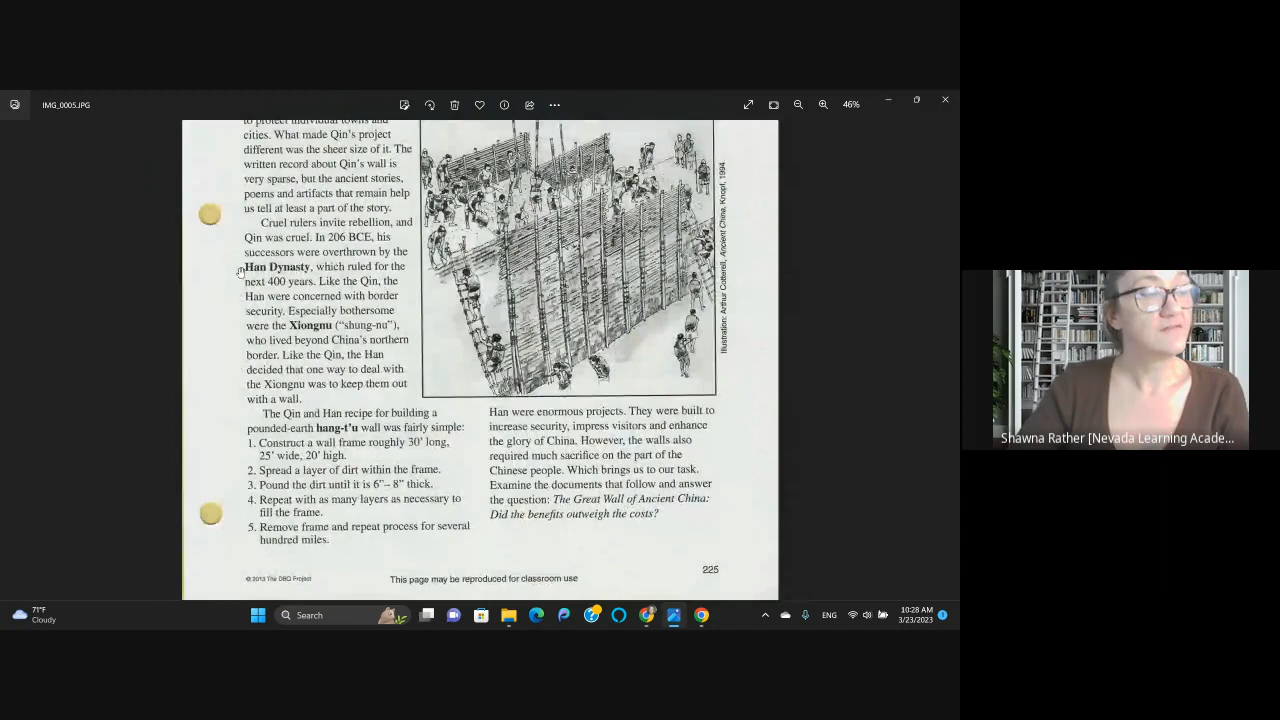 IMG_0005.JPG
46%
to protect individual towns and
cities. What made Qin's project
different was the sheer size of it. The
written record about Qin's wall is
very sparse, but the ancient stories,
poems and artifacts that remain help
us tell at least a part of the story.
Cruel rulers invite rebellion, and
Qin was cruel. In 206 BCE, his
successors were overthrown by the
Han Dynasty, which ruled for the
next 400 years. Like the Qin, the
Han were concerned with border
security. Especially bothersome
were the Xiongnu ("shung-nu"),
who lived beyond China's northern
border. Like the Qin, the Han
decided that one way to deal with
the Xiongnu was to keep them out
with a wall.
The Qin and Han recipe for building a
pounded-earth hang-t'u wall was fairly simple:
1. Construct a wall frame roughly 30' long,
25' wide, 20' high.
2. Spread a layer of dirt within the frame.
3. Pound the dirt until it is 6"– 8" thick.
4. Repeat with as many layers as necessary to
fill the frame.
5. Remove frame and repeat process for several
hundred miles.
Illustration: Arthur Cotterell, Ancient China, Knopf, 1994
Han were enormous projects. They were built to
increase security, impress visitors and enhance
the glory of China. However, the walls also
required much sacrifice on the part of the
Chinese people. Which brings us to our task.
Examine the documents that follow and answer
the question: The Great Wall of Ancient China:
Did the benefits outweigh the costs?
225
© 2013 The DBQ Project
This page may be reproduced for classroom use
Shawna Rather [Nevada Learning Acade...
71°F
Cloudy
Search
ENG
10:28 AM
3/23/2023